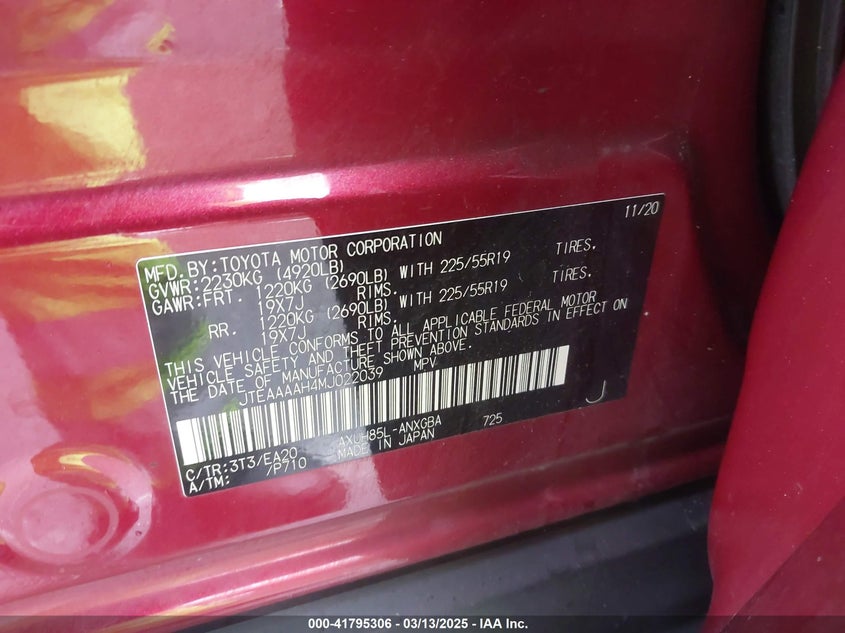 11/20
MFD. BY: TOYOTA MOTOR CORPORATION
GVWR: 2230KG (4920LB)
GAWR: FRT. 1220KG (2690LB) WITH 225/55R19 TIRES,
19X7J RIMS.
RR. 1220KG (2690LB) WITH 225/55R19 TIRES,
19X7J RIMS.
THIS VEHICLE CONFORMS TO ALL APPLICABLE FEDERAL MOTOR
VEHICLE SAFETY AND THEFT PREVENTION STANDARDS IN EFFECT ON
THE DATE OF MANUFACTURE SHOWN ABOVE.
JTEAAAAH4MJ022039 MPV
AXUH85L-ANXGBA 725
C/TR: 3T3/EA20 MADE IN JAPAN
A/TM: /P710
J
000-41795306 - 03/13/2025 - IAA Inc.